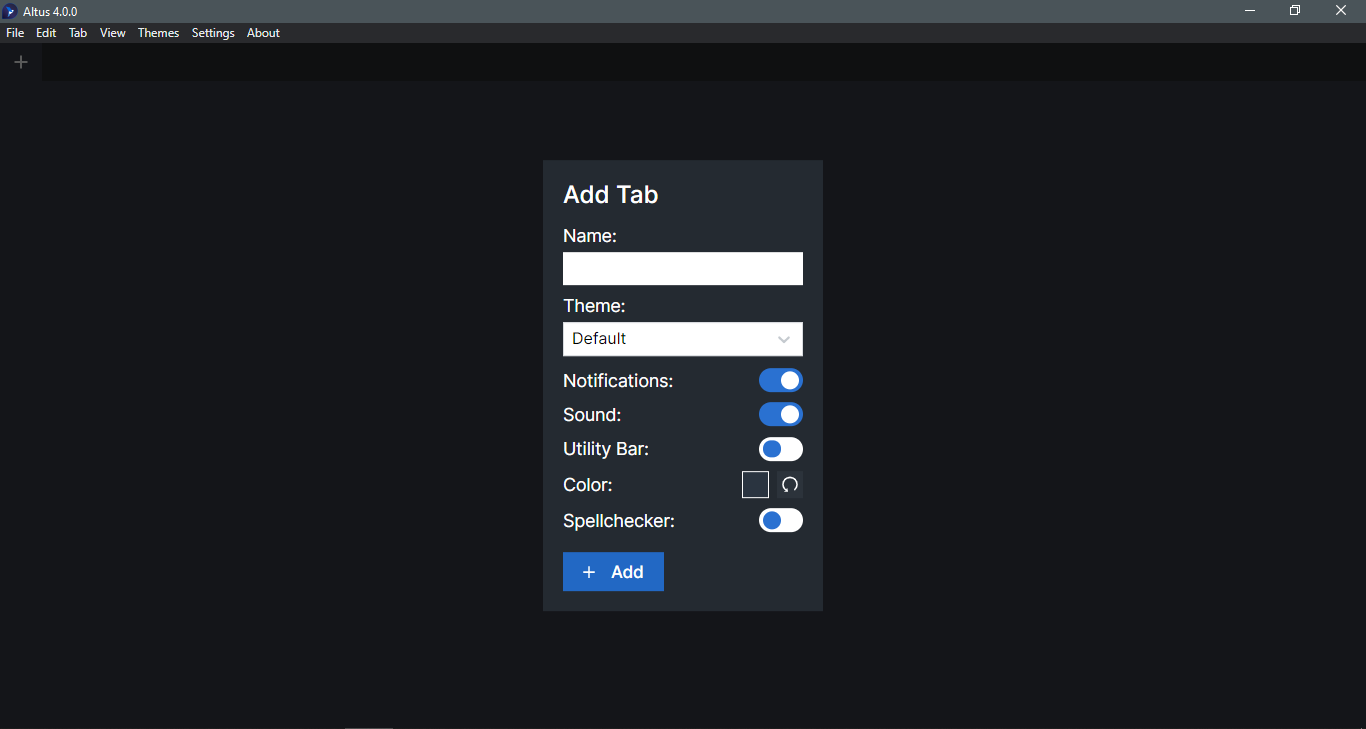 Altus 4.0.0
File Edit Tab View Themes Settings About
Add Tab
Name:
Theme:
Default
Notifications:
Sound:
Utility Bar:
Color:
Spellchecker:
+ Add